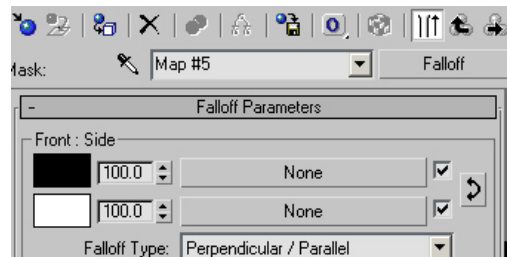 Mask: Map #5 Falloff
- Falloff Parameters
Front : Side
100.0 None
100.0 None
Falloff Type: Perpendicular / Parallel